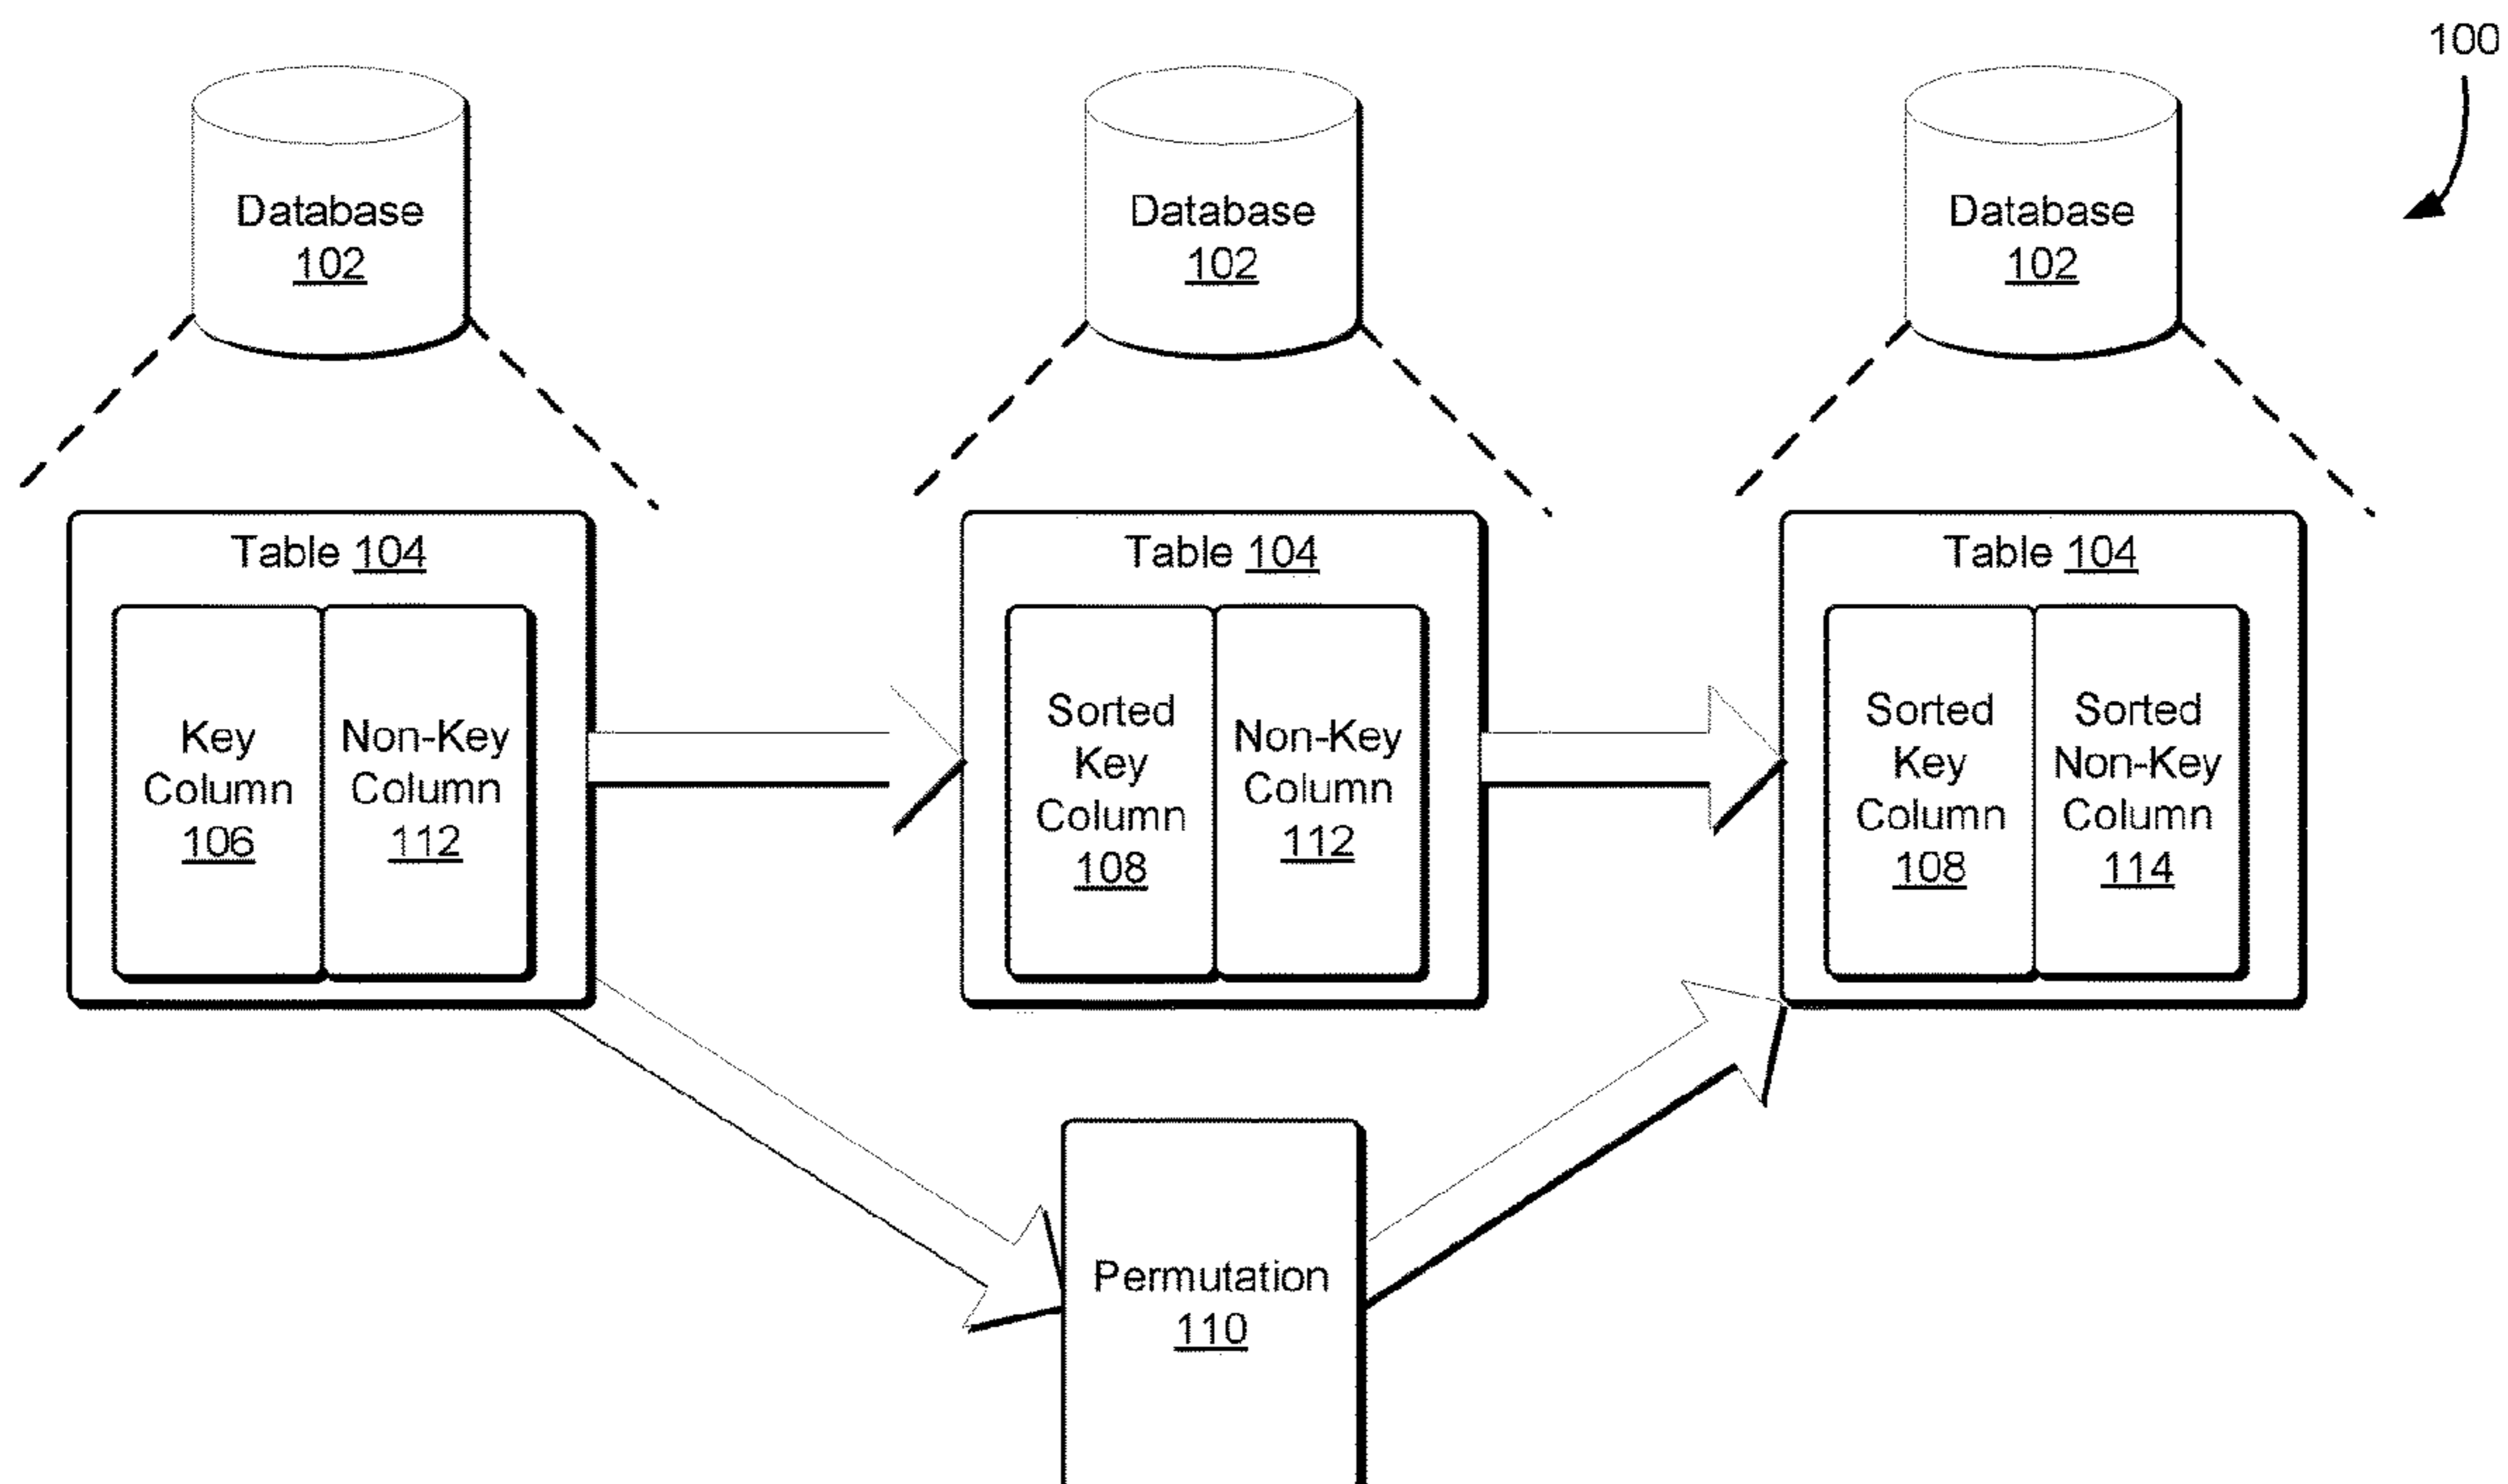 100
Database
102
Database
102
Database
102
Table 104
Key
Column
106
Non-Key
Column
112
Table 104
Sorted
Key
Column
108
Non-Key
Column
112
Table 104
Sorted
Key
Column
108
Sorted
Non-Key
Column
114
Permutation
110